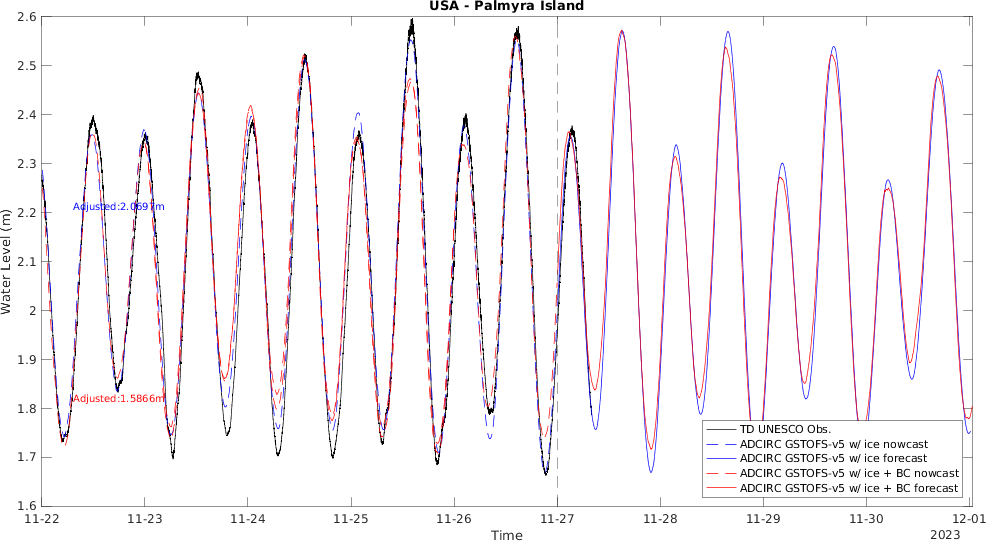 USA - Palmyra Island
2.6
2.5
2.4
2.3
2.2
2.1
2
1.9
1.8
1.7
1.6
Water Level (m)
Adjusted:2.0697m
Adjusted:1.5866m
TD UNESCO Obs.
ADCIRC GSTOFS-v5 w/ ice nowcast
ADCIRC GSTOFS-v5 w/ ice forecast
ADCIRC GSTOFS-v5 w/ ice + BC nowcast
ADCIRC GSTOFS-v5 w/ ice + BC forecast
11-22 11-23 11-24 11-25 11-26 11-27 11-28 11-29 11-30 12-01
Time
2023